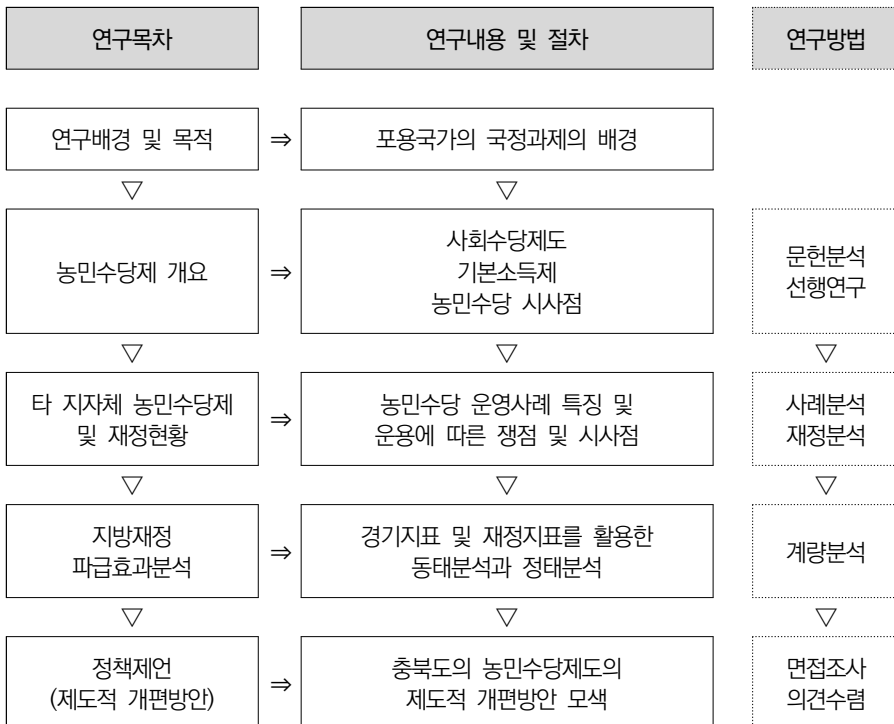 연구목차
연구내용 및 절차
연구방법
연구배경 및 목적
⇒
포용국가의 국정과제의 배경
▽
▽
농민수당제 개요
⇒
사회수당제도
기본소득제
농민수당 시사점
문헌분석
선행연구
▽
▽
▽
타 지자체 농민수당제
및 재정현황
⇒
농민수당 운영사례 특징 및
운용에 따른 쟁점 및 시사점
사례분석
재정분석
▽
▽
▽
지방재정
파급효과분석
⇒
경기지표 및 재정지표를 활용한
동태분석과 정태분석
계량분석
▽
▽
▽
정책제언
(제도적 개편방안)
⇒
충북도의 농민수당제도의
제도적 개편방안 모색
면접조사
의견수렴